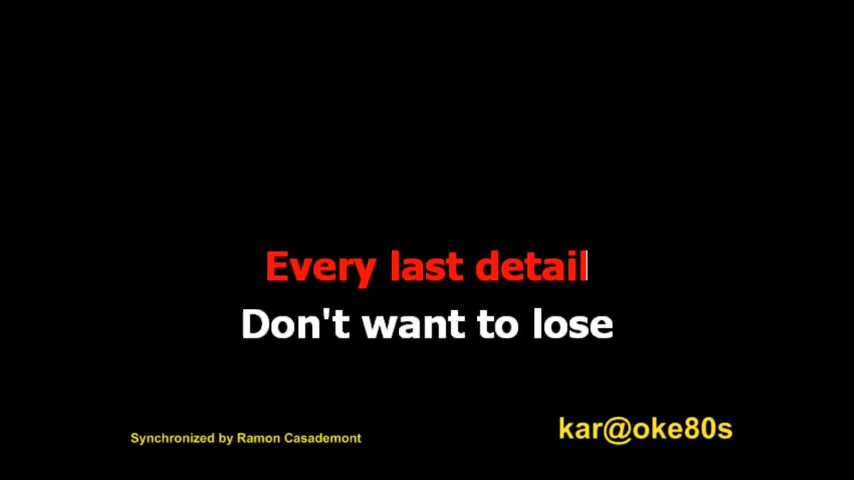 Every last detail
Don't want to lose
Synchronized by Ramon Casademont
kar@oke80s